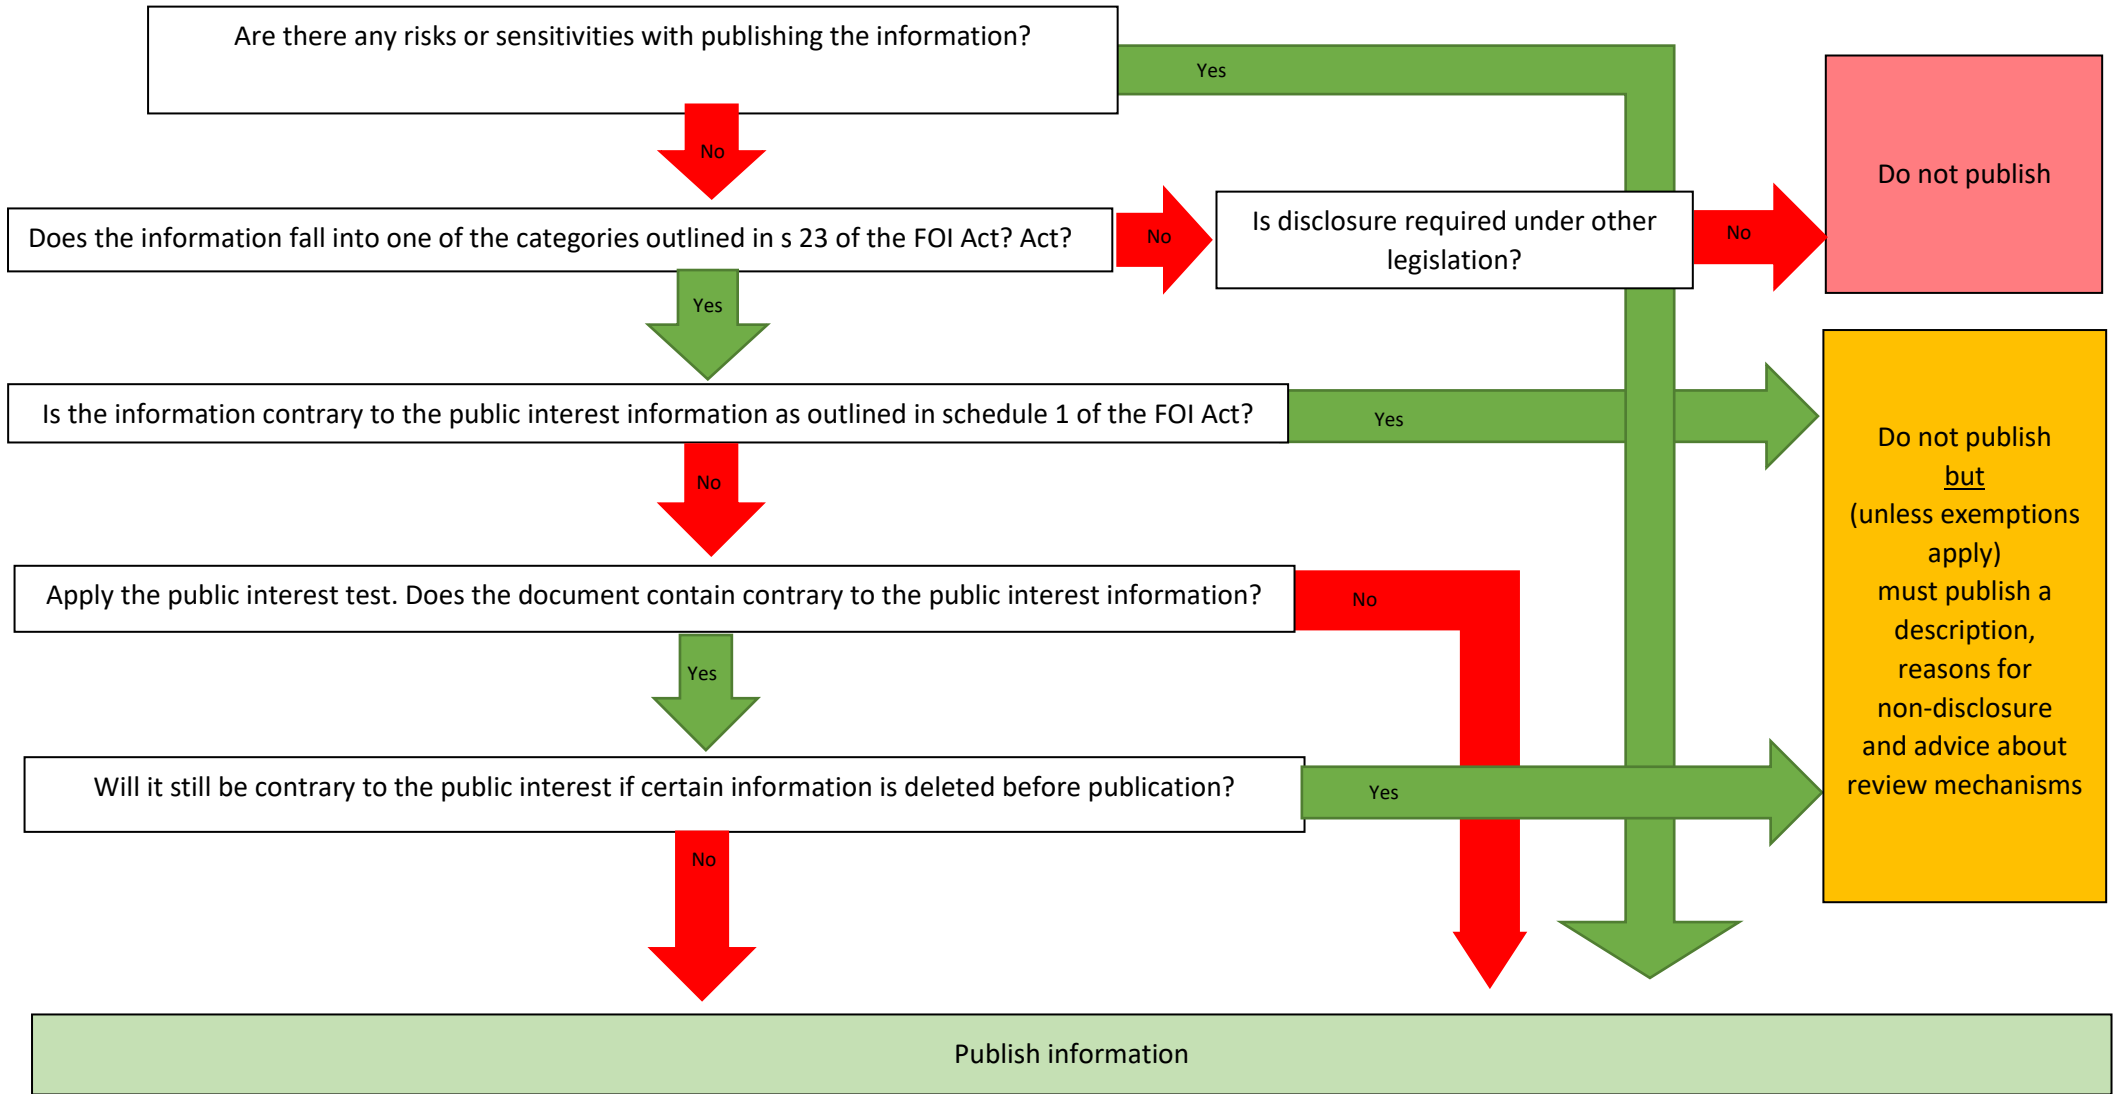 Are there any risks or sensitivities with publishing the information?
Yes
No
Does the information fall into one of the categories outlined in s 23 of the FOI Act? Act?
No
Is disclosure required under other
legislation?
No
Do not publish
Yes
Is the information contrary to the public interest information as outlined in schedule 1 of the FOI Act?
Yes
No
Apply the public interest test. Does the document contain contrary to the public interest information?
No
Yes
Will it still be contrary to the public interest if certain information is deleted before publication?
Yes
No
Do not publish
but
(unless exemptions
apply)
must publish a
description,
reasons for
non-disclosure
and advice about
review mechanisms
Publish information